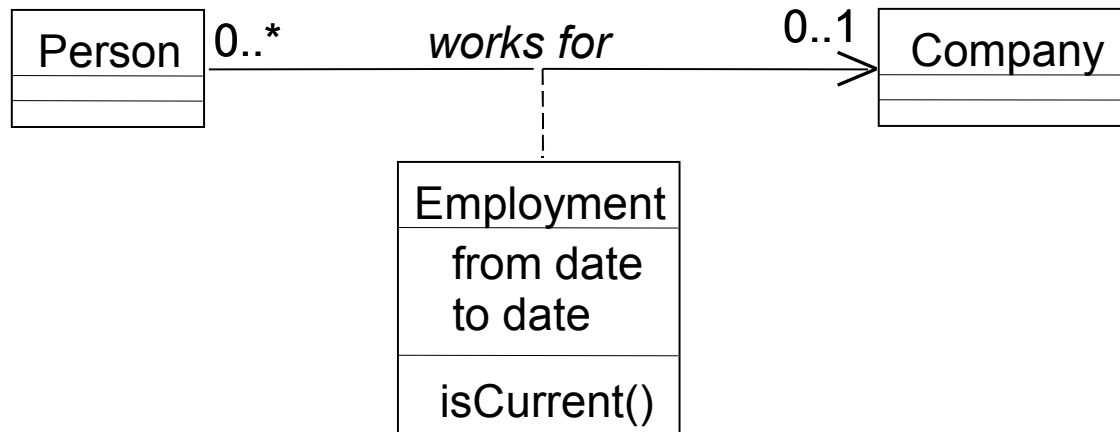 Person
0..*
works for
0..1
Company
Employment
from date
to date
isCurrent()